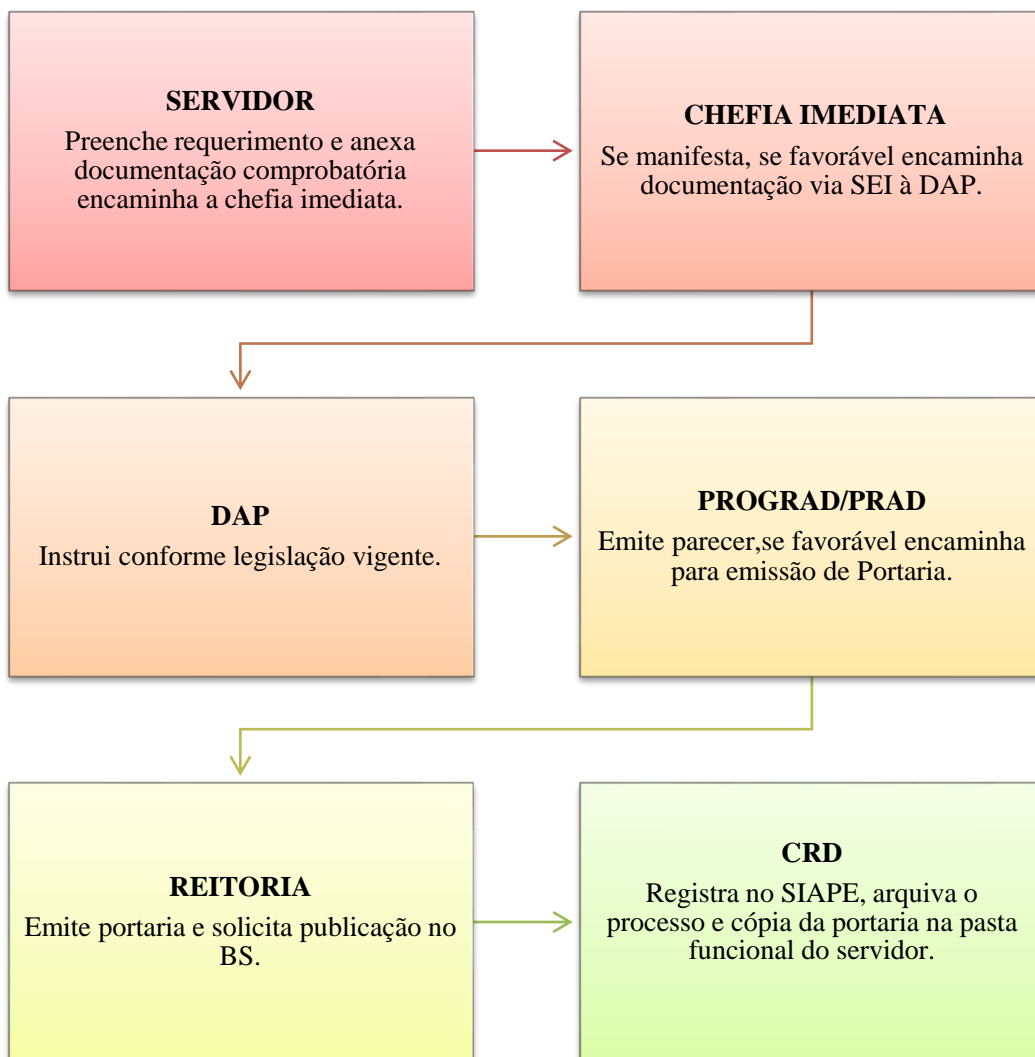 SERVIDOR
Preenche requerimento e anexa
documentação comprobatória
encaminha a chefia imediata.
CHEFIA IMEDIATA
Se manifesta, se favorável encaminha
documentação via SEI à DAP.
DAP
Instrui conforme legislação vigente.
PROGRAD/PRAD
Emite parecer,se favorável encaminha
para emissão de Portaria.
REITORIA
Emite portaria e solicita publicação no
BS.
CRD
Registra no SIAPE, arquiva o
processo e cópia da portaria na pasta
funcional do servidor.